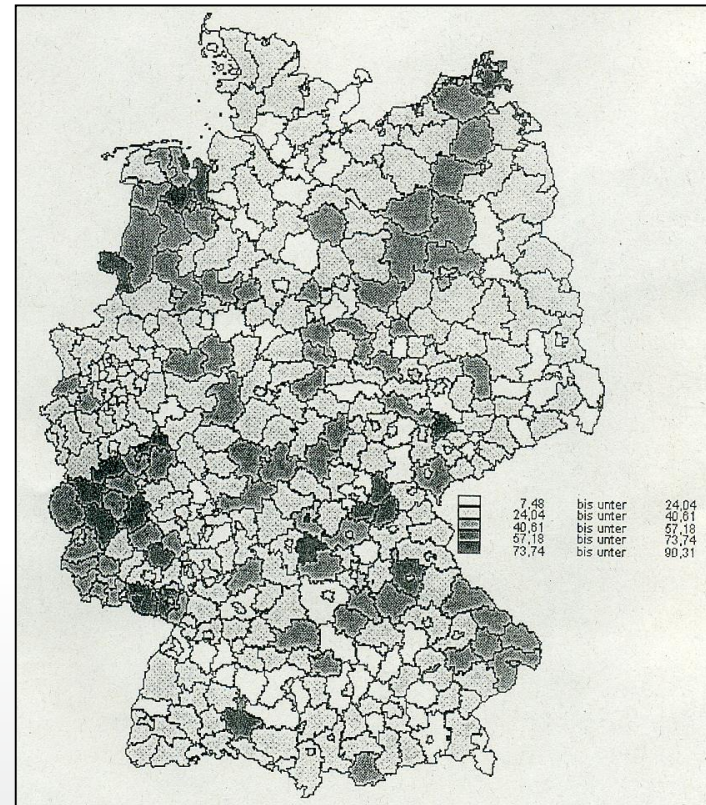 7,48 bis unter 24,04
24,04 bis unter 40,61
40,61 bis unter 57,18
57,18 bis unter 73,74
73,74 bis unter 90,31